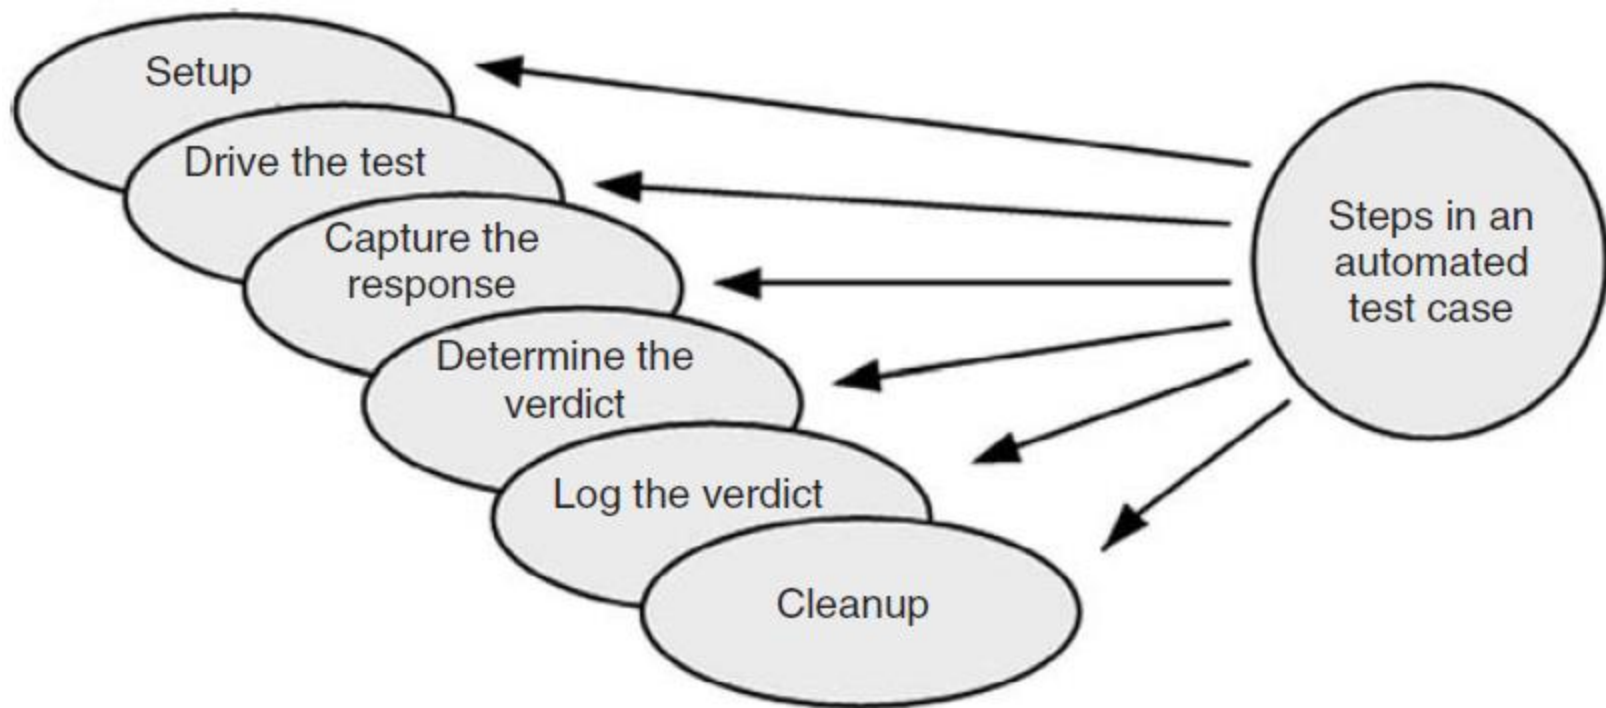 Setup
Drive the test
Capture the
response
Determine the
verdict
Log the verdict
Cleanup
Steps in an
automated
test case